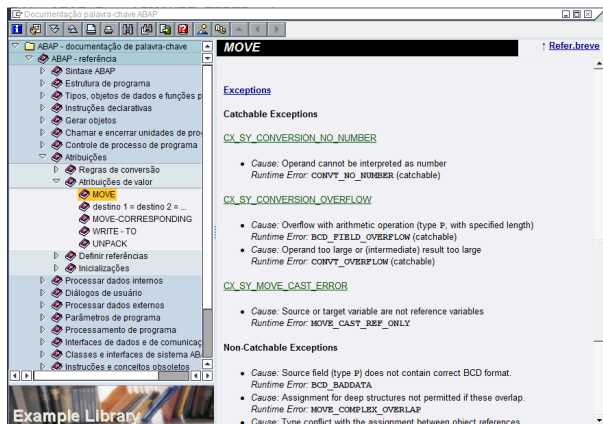 Documentação palavra-chave ABAP
ABAP - documentação de palavra-chave
ABAP - referência
Sintaxe ABAP
Estrutura de programa
Tipos, objetos de dados e funções p
Instruções declarativas
Gerar objetos
Chamar e encerrar unidades de pro
Controle de processo de programa
Atribuições
Regras de conversão
Atribuições de valor
MOVE
destino 1 = destino 2 = ...
MOVE-CORRESPONDING
WRITE - TO
UNPACK
Definir referências
Inicializações
Processar dados internos
Diálogos de usuário
Processar dados externos
Parâmetros de programa
Processamento de programa
Interfaces de dados e de comunicaç
Classes e interfaces de sistema AB
Instruções e conceitos obsoletos
Example Library
MOVE
↑ Refer.breve
Exceptions
Catchable Exceptions
CX_SY_CONVERSION_NO_NUMBER
• Cause: Operand cannot be interpreted as number
Runtime Error: CONVT_NO_NUMBER (catchable)
CX_SY_CONVERSION_OVERFLOW
• Cause: Overflow with arithmetic operation (type P, with specified length)
Runtime Error: BCD_FIELD_OVERFLOW (catchable)
• Cause: Operand too large or (intermediate) result too large
Runtime Error: CONVT_OVERFLOW (catchable)
CX_SY_MOVE_CAST_ERROR
• Cause: Source or target variable are not reference variables
Runtime Error: MOVE_CAST_REF_ONLY
Non-Catchable Exceptions
• Cause: Source field (type P) does not contain correct BCD format.
Runtime Error: BCD_BADDATA
• Cause: Assignment for deep structures not permitted if these overlap.
Runtime Error: MOVE_COMPLEX_OVERLAP
• Cause: Type conflict with the assignment between object references